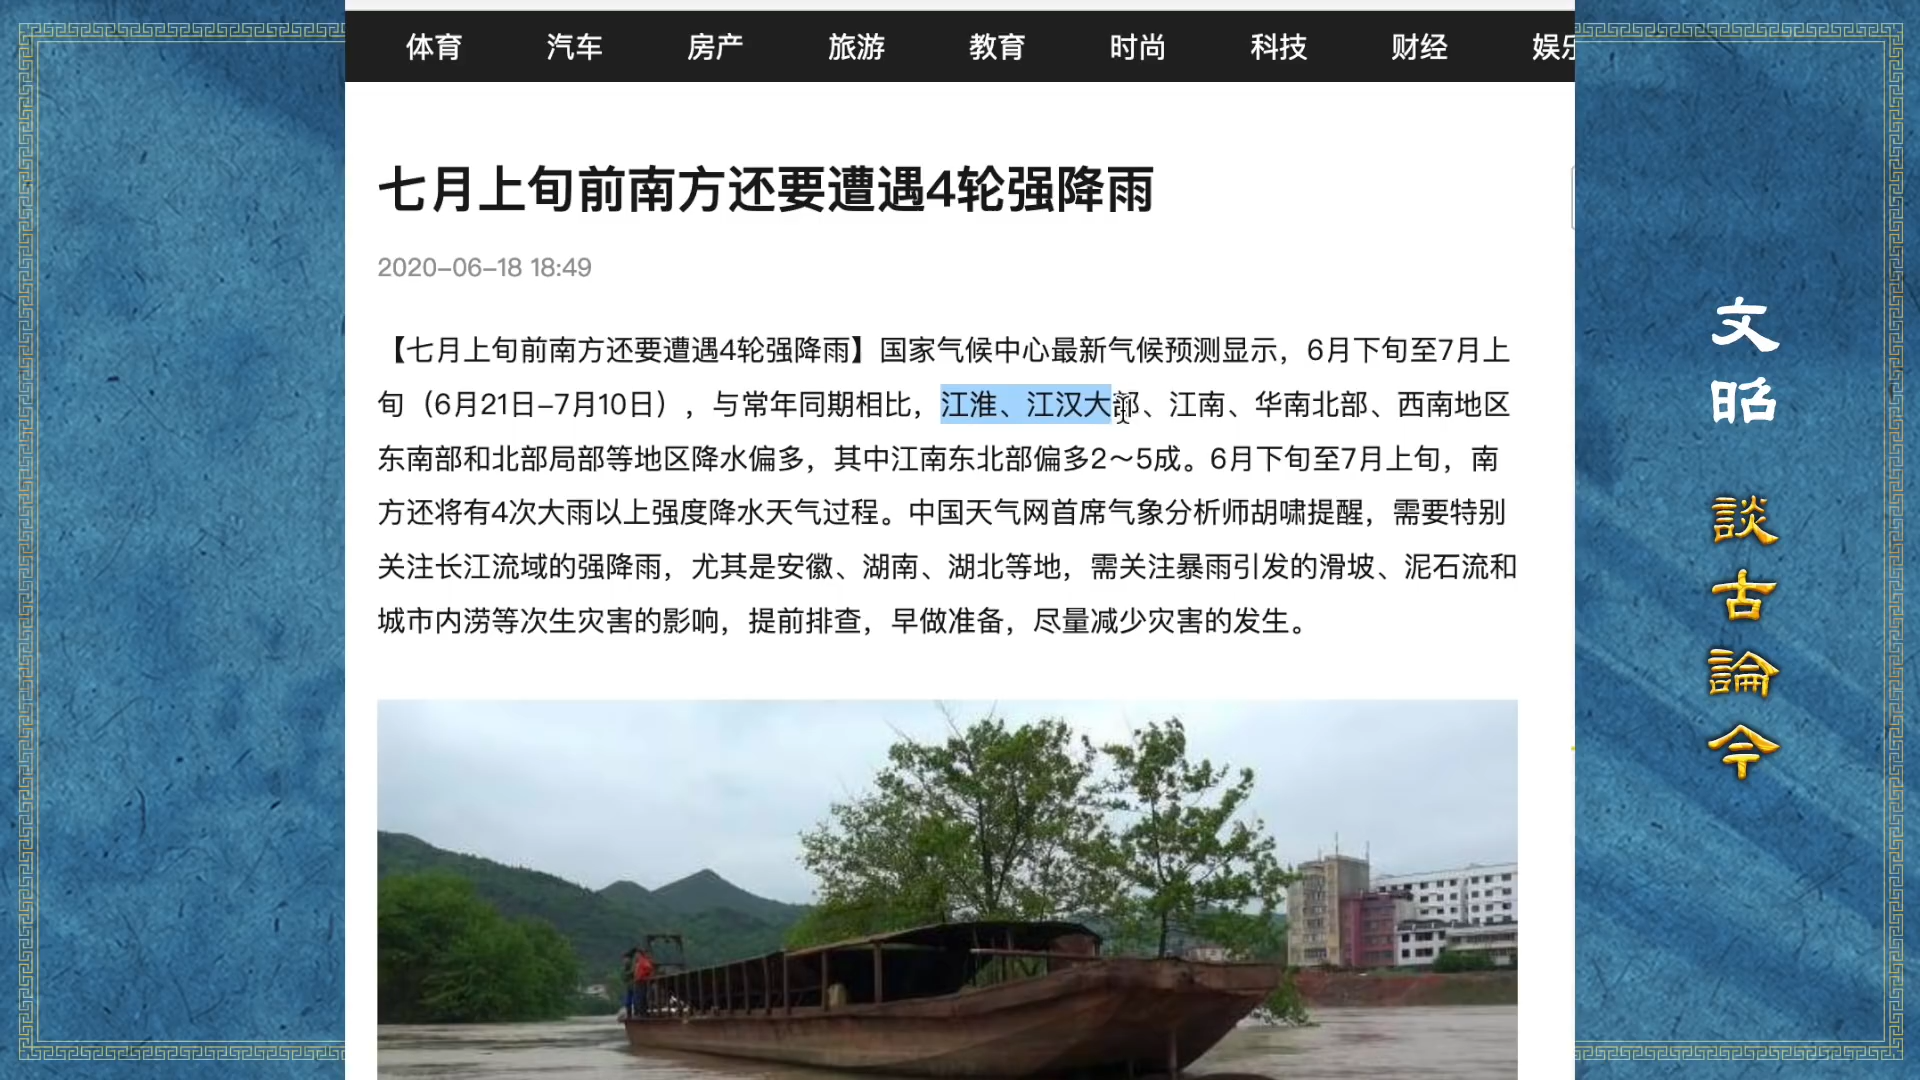 体育 汽车 房产 旅游 教育 时尚 科技 财经 娱乐
七月上旬前南方还要遭遇4轮强降雨
2020-06-18 18:49
【七月上旬前南方还要遭遇4轮强降雨】国家气候中心最新气候预测显示，6月下旬至7月上
旬（6月21日-7月10日），与常年同期相比，江淮、江汉大部、江南、华南北部、西南地区
东南部和北部局部等地区降水偏多，其中江南东北部偏多2～5成。6月下旬至7月上旬，南
方还将有4次大雨以上强度降水天气过程。中国天气网首席气象分析师胡啸提醒，需要特别
关注长江流域的强降雨，尤其是安徽、湖南、湖北等地，需关注暴雨引发的滑坡、泥石流和
城市内涝等次生灾害的影响，提前排查，早做准备，尽量减少灾害的发生。
文昭 談古論今